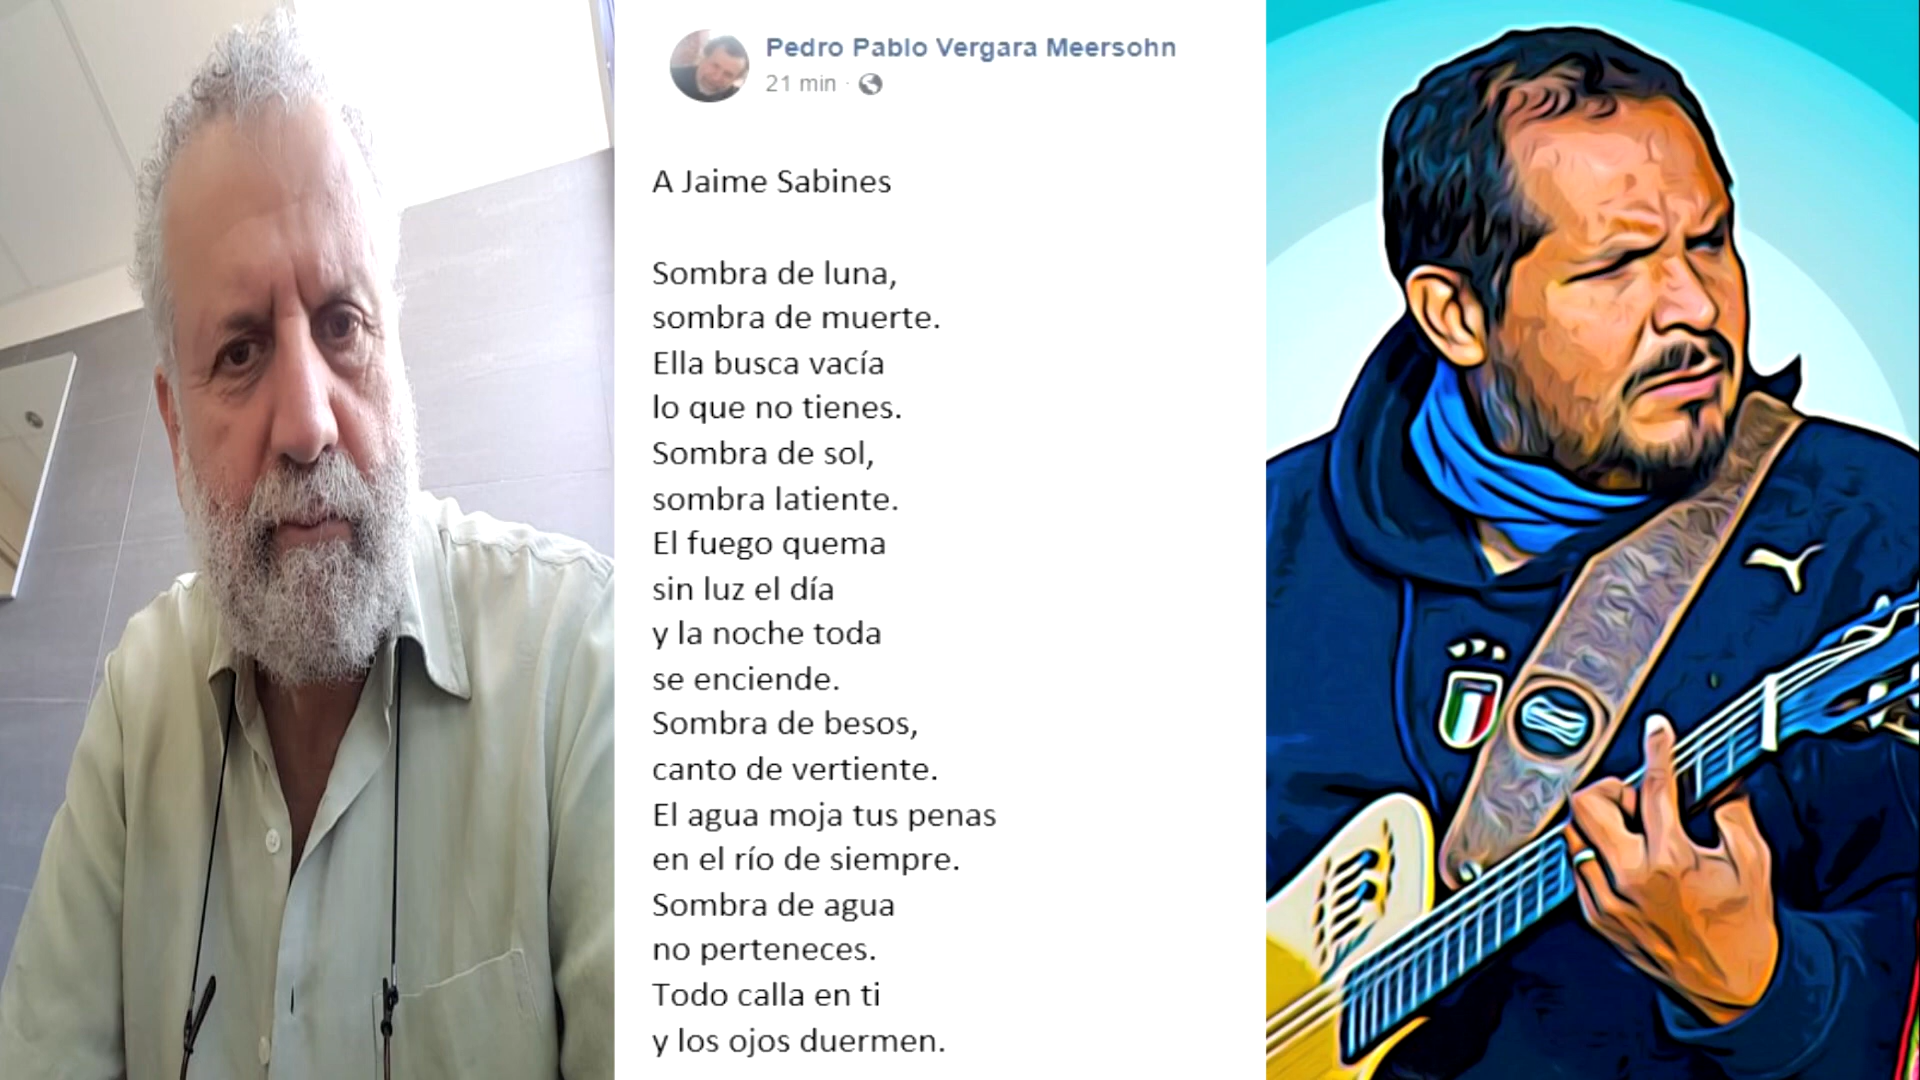 Pedro Pablo Vergara Meersohn
21 min ·
A Jaime Sabines
Sombra de luna,
sombra de muerte.
Ella busca vacía
lo que no tienes.
Sombra de sol,
sombra latiente.
El fuego quema
sin luz el día
y la noche toda
se enciende.
Sombra de besos,
canto de vertiente.
El agua moja tus penas
en el río de siempre.
Sombra de agua
no perteneces.
Todo calla en ti
y los ojos duermen.